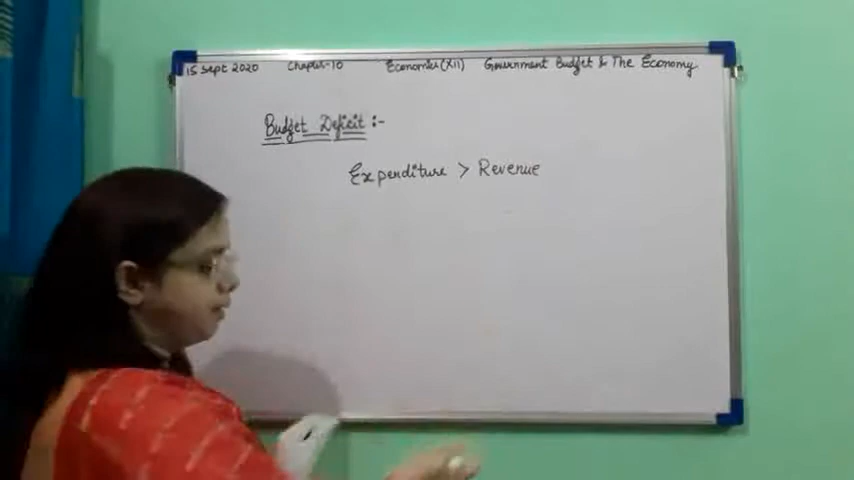 15 Sept 2020 Chapter-10 Economics(XII) Government Budget & The Economy
Budget Deficit :-
Expenditure > Revenue